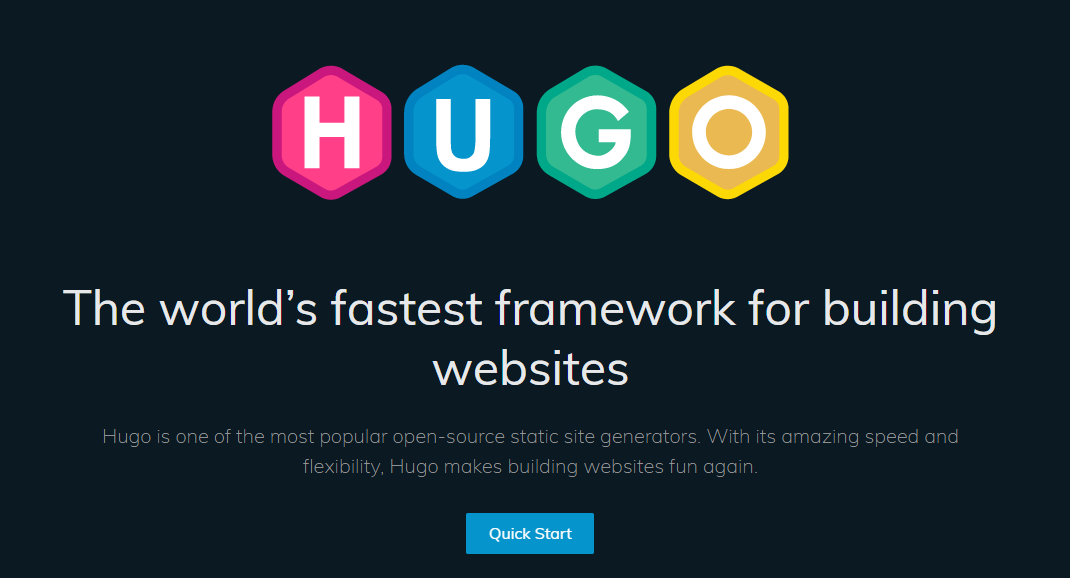 HUGO
The world’s fastest framework for building
websites
Hugo is one of the most popular open-source static site generators. With its amazing speed and
flexibility, Hugo makes building websites fun again.
Quick Start